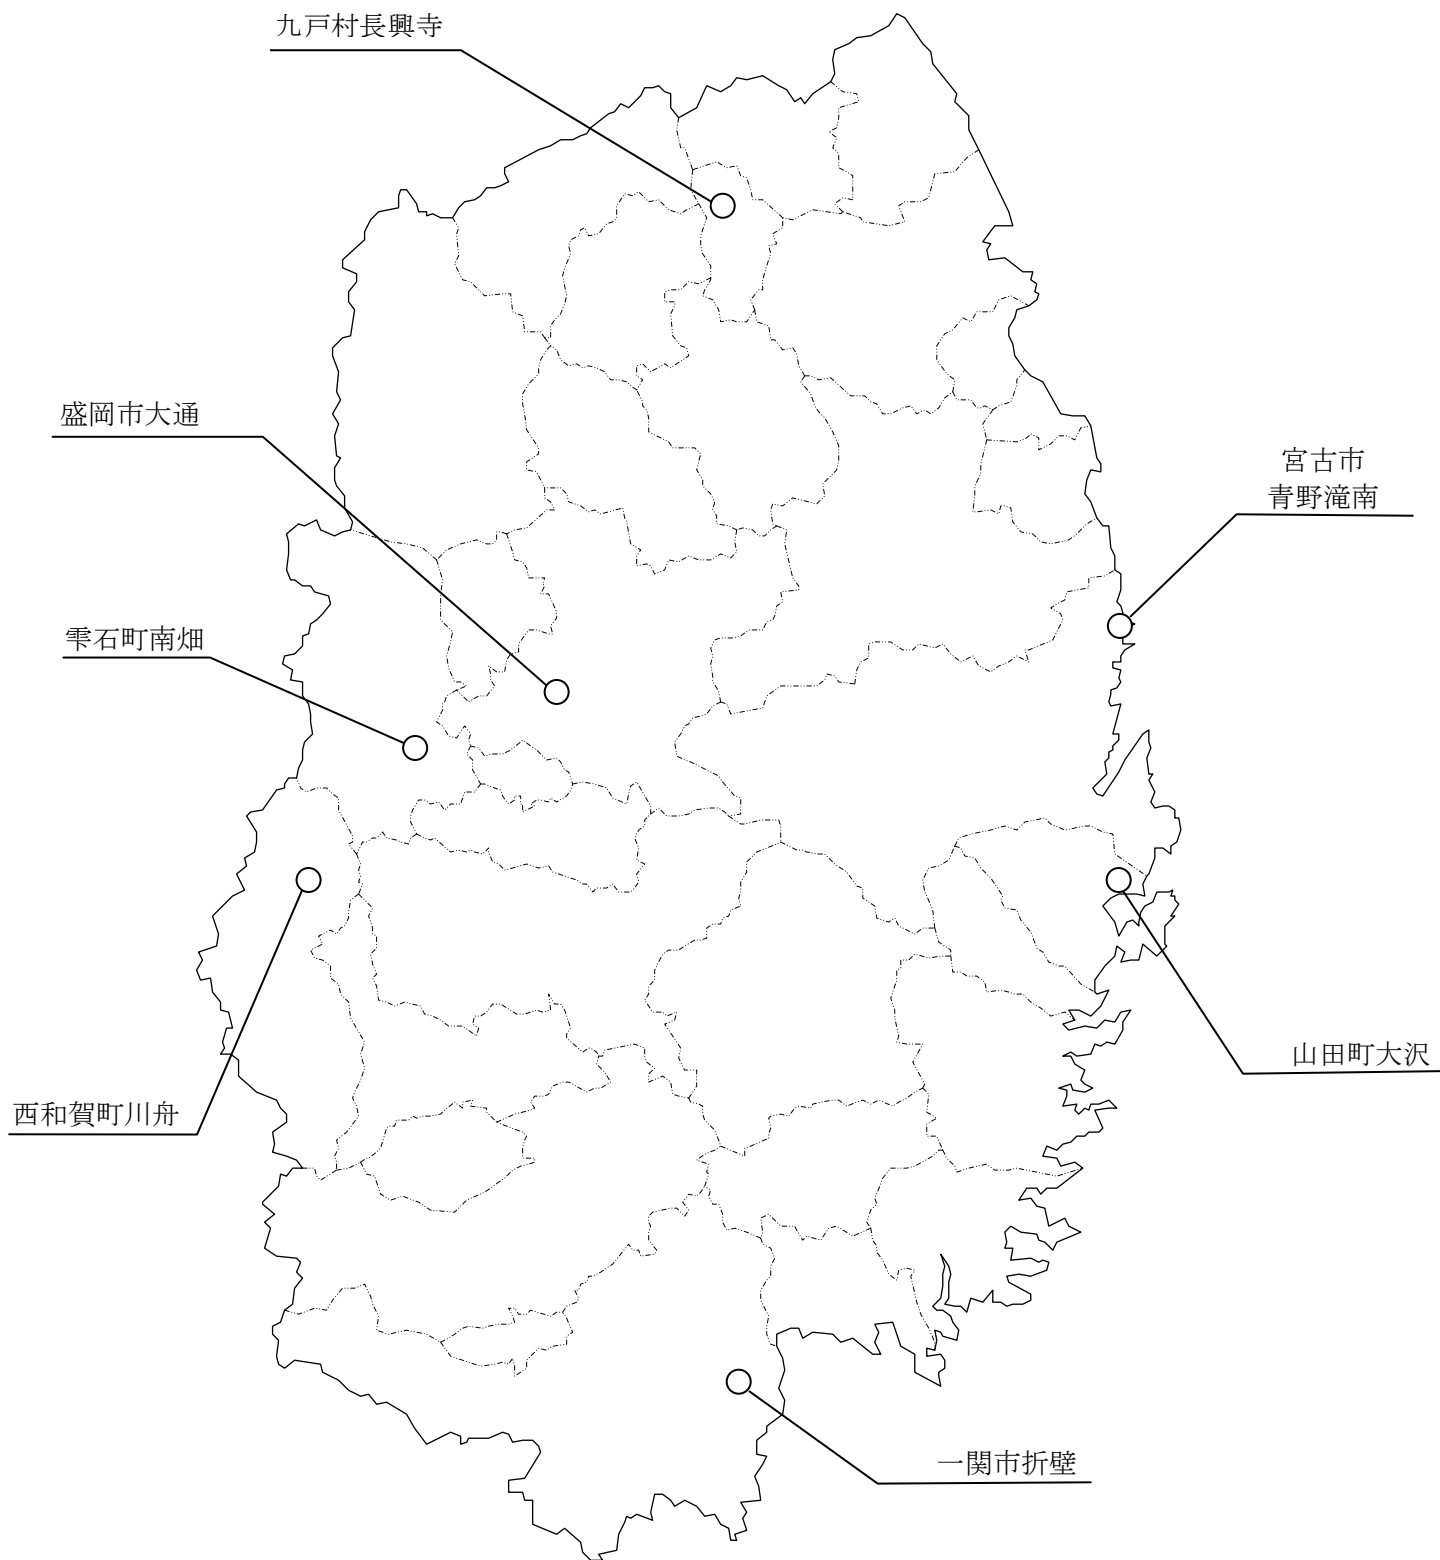 九戸村長興寺
盛岡市大通
宮古市
青野滝南
雫石町南畑
山田町大沢
西和賀町川舟
一関市折壁